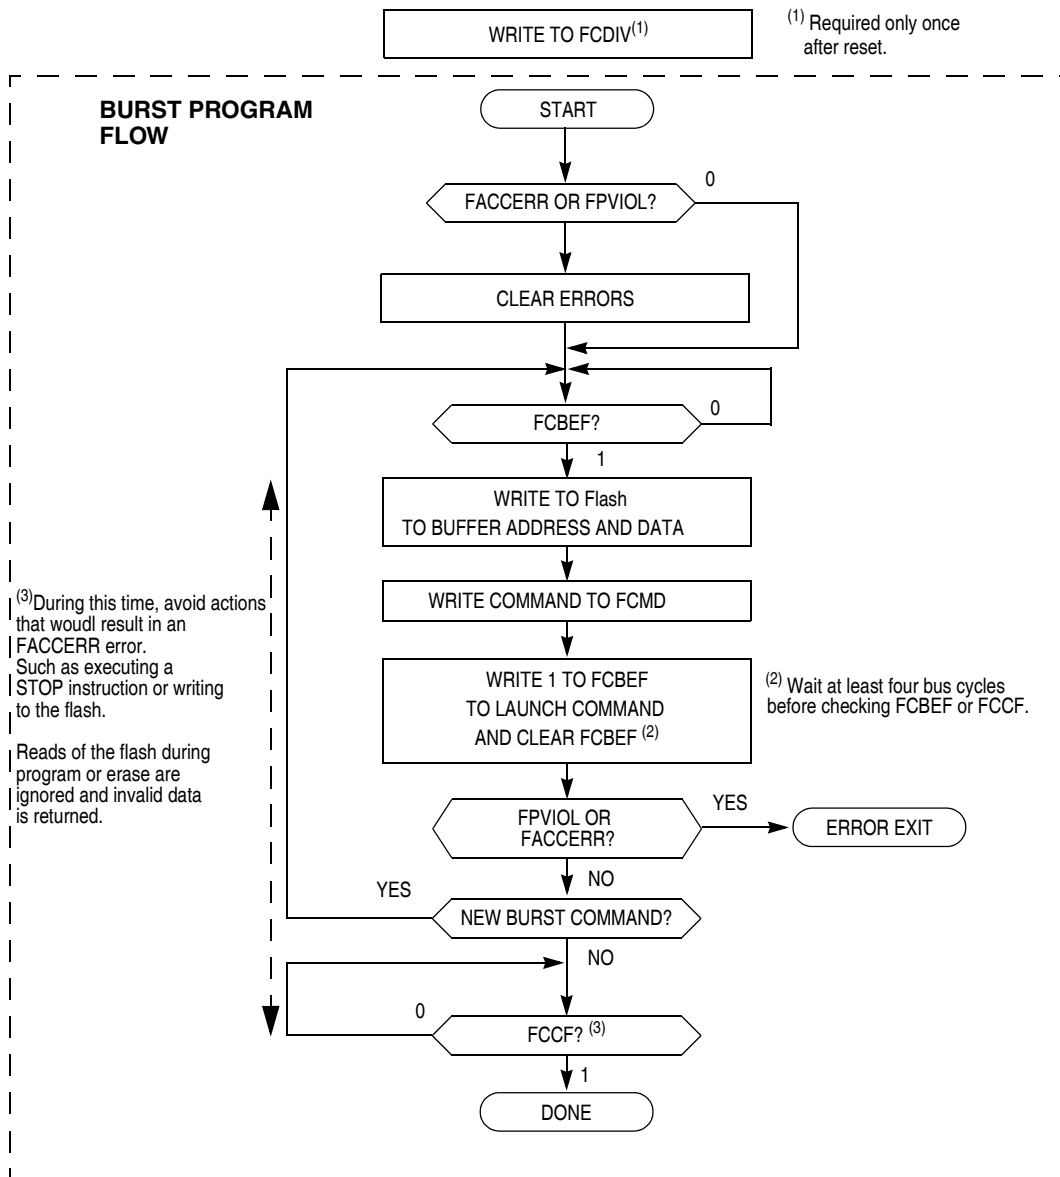 WRITE TO FCDIV(1)
(1) Required only once
after reset.
BURST PROGRAM
FLOW
START
0
FACCERR OR FPVIOL?
CLEAR ERRORS
0
FCBEF?
1
WRITE TO Flash
TO BUFFER ADDRESS AND DATA
WRITE COMMAND TO FCMD
(3)During this time, avoid actions
that woudl result in an
FACCERR error.
Such as executing a
STOP instruction or writing
to the flash.
Reads of the flash during
program or erase are
ignored and invalid data
is returned.
WRITE 1 TO FCBEF
TO LAUNCH COMMAND
AND CLEAR FCBEF (2)
(2) Wait at least four bus cycles
before checking FCBEF or FCCF.
FPVIOL OR
FACCERR?
YES
ERROR EXIT
NO
YES
NEW BURST COMMAND?
NO
0
FCCF? (3)
1
DONE